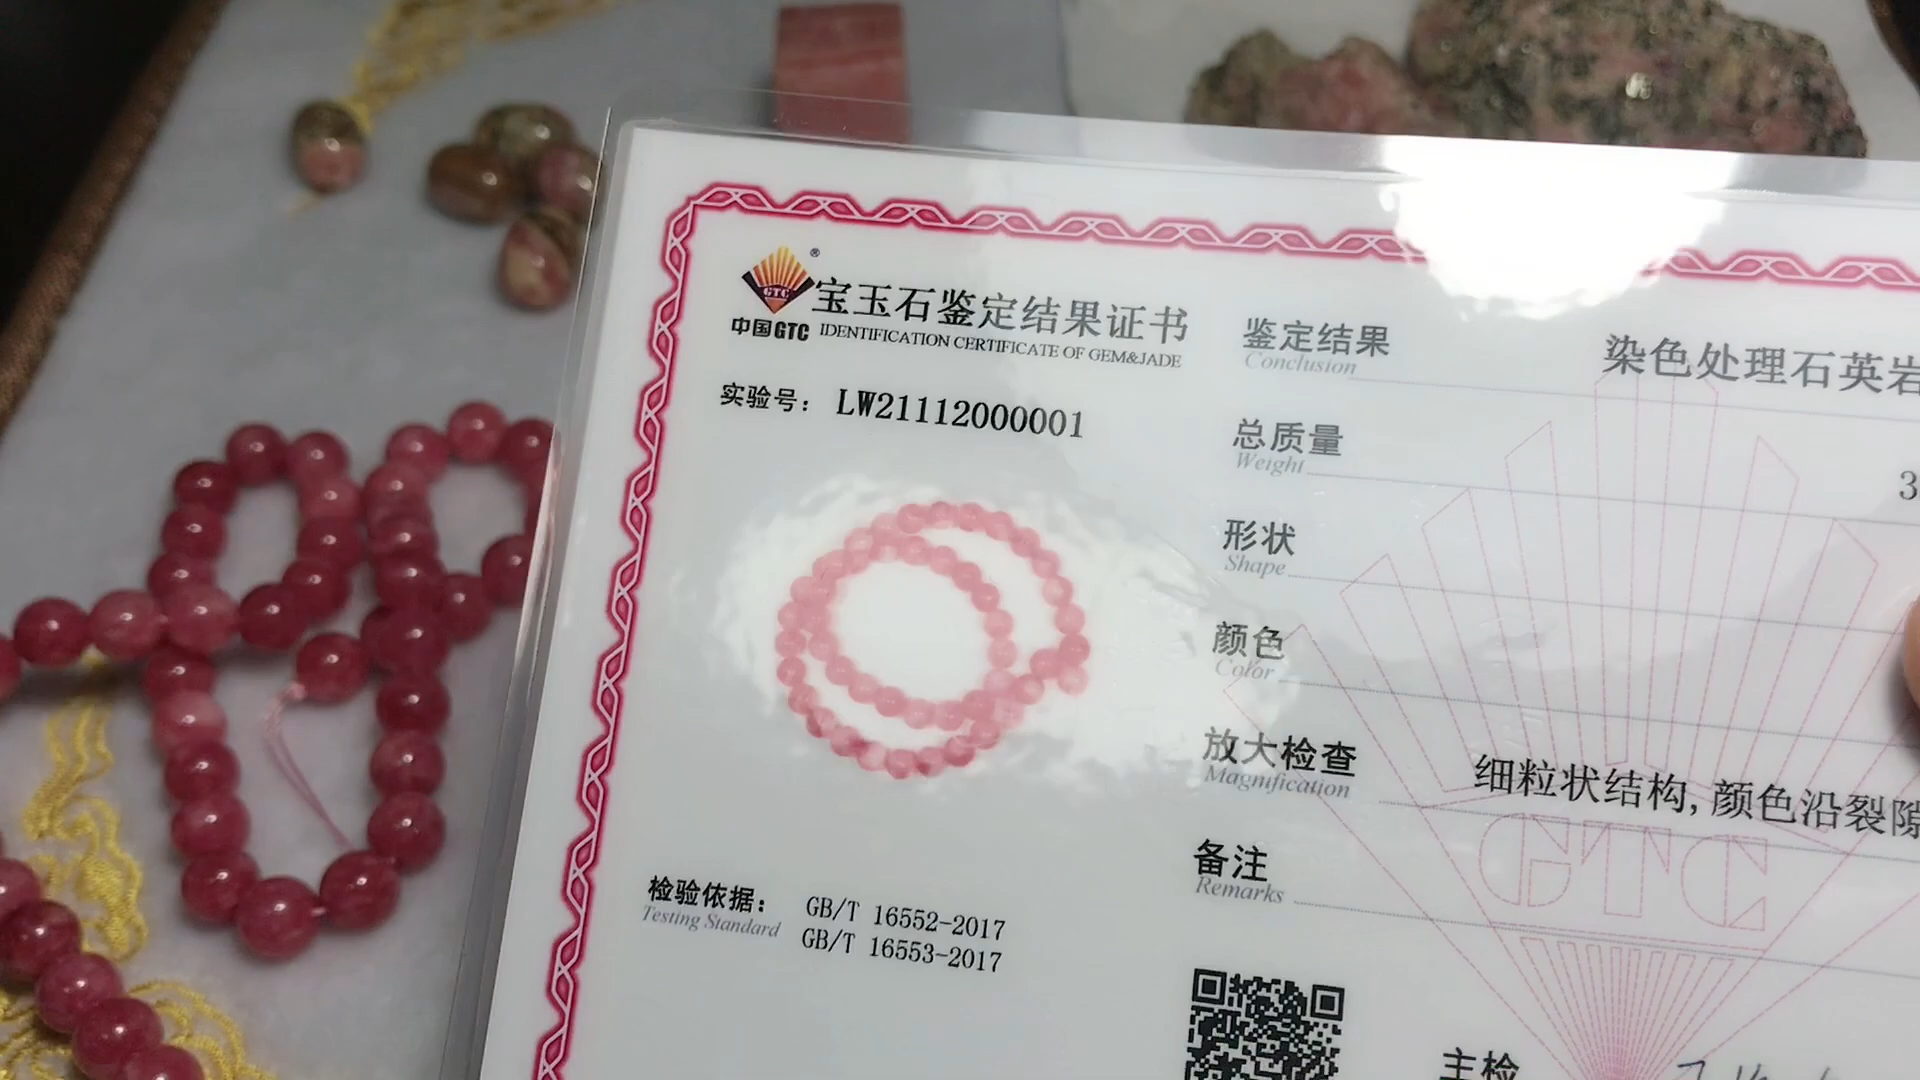 宝玉石鉴定结果证书
IDENTIFICATION CERTIFICATE OF GEM&JADE
GTC
®
中国GTC
实验号： LW21112000001
检验依据： GB/T 16552-2017
Testing Standard GB/T 16553-2017
鉴定结果 染色处理石英岩
Conclusion
总质量 3
Weight
形状
Shape
颜色
Color
放大检查 细粒状结构,颜色沿裂隙
Magnification
备注
Remarks
GTC
主检